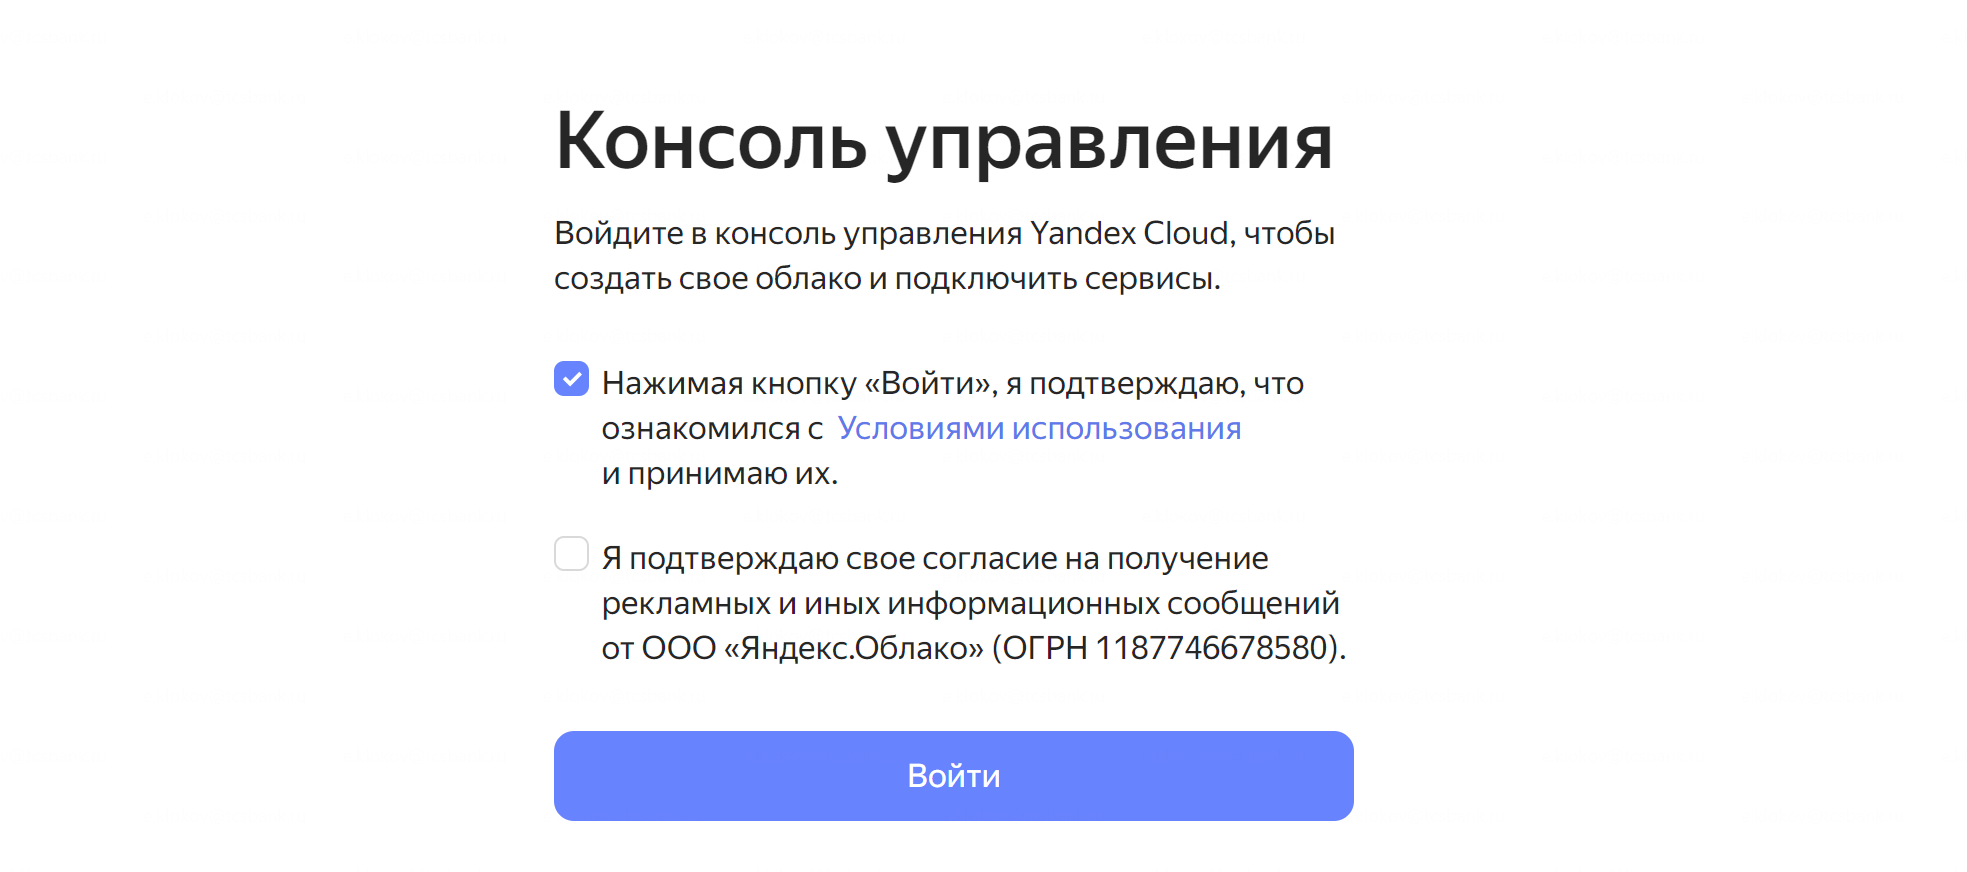 Консоль управления
Войдите в консоль управления Yandex Cloud, чтобы
создать свое облако и подключить сервисы.
Нажимая кнопку «Войти», я подтверждаю, что
ознакомился с Условиями использования
и принимаю их.
Я подтверждаю свое согласие на получение
рекламных и иных информационных сообщений
от ООО «Яндекс.Облако» (ОГРН 1187746678580).
Войти